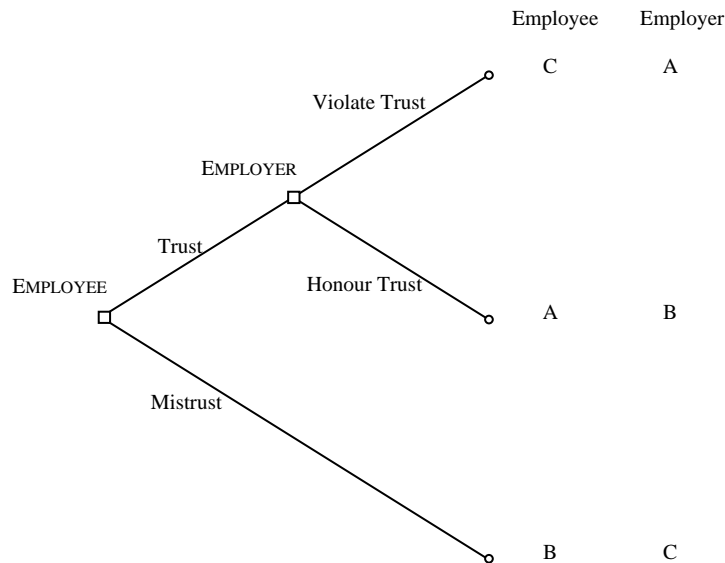 Employee Employer
C A
Violate Trust
EMPLOYER
Trust
EMPLOYEE
Honour Trust
A B
Mistrust
B C